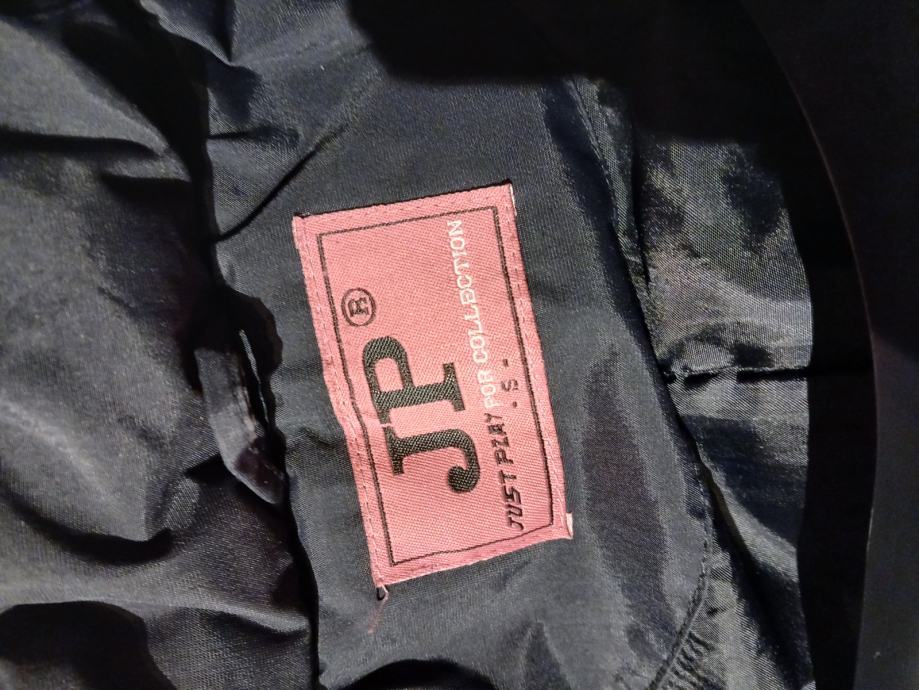 JP ®
JUST PLAY FOR COLLECTION
. S .